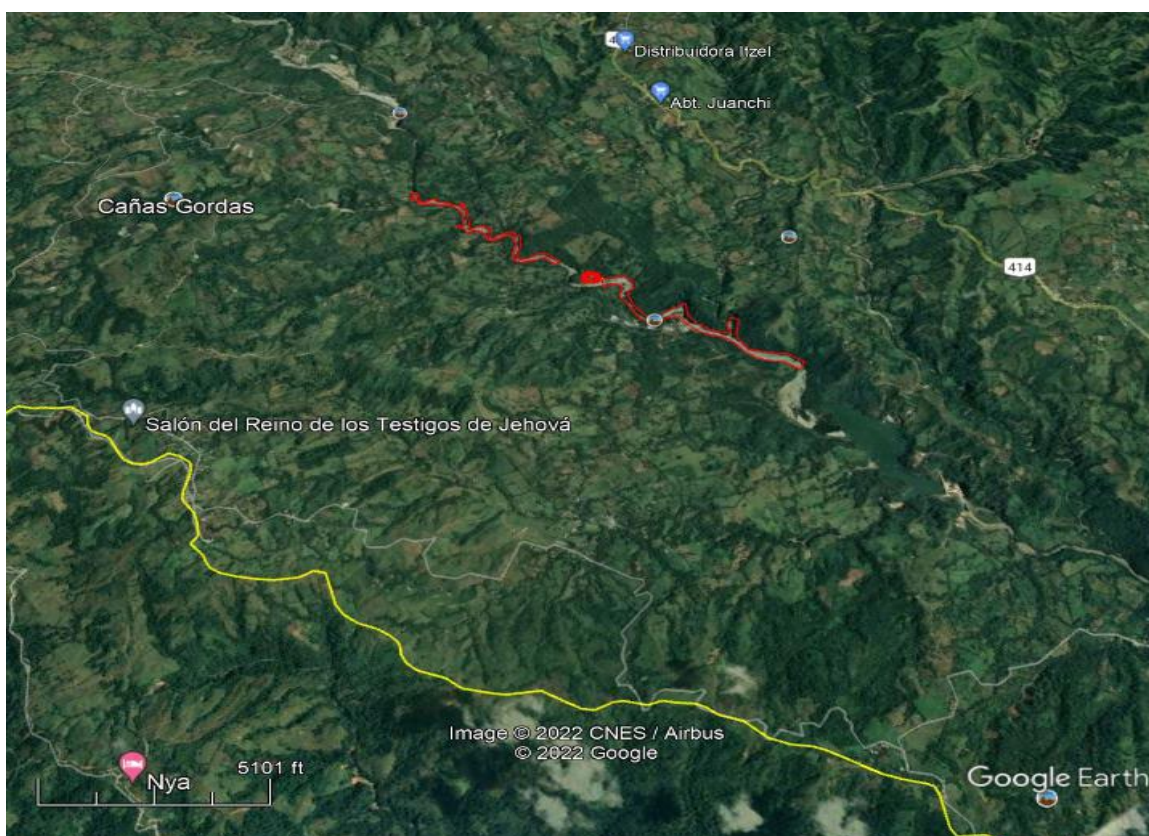 4
Distribuidora Itzel
Abt. Juanchi
Cañas Gordas
414
Salón del Reino de los Testigos de Jehová
Image © 2022 CNES / Airbus
© 2022 Google
5101 ft
Nya
Google Earth